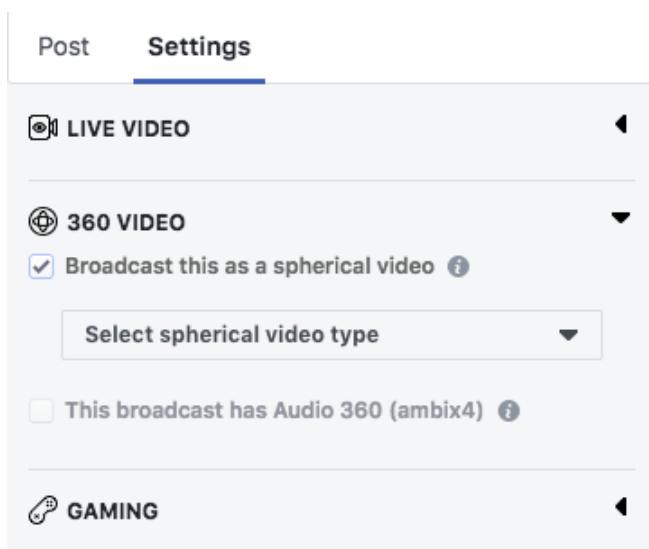 Post Settings
LIVE VIDEO
360 VIDEO
Broadcast this as a spherical video
Select spherical video type
This broadcast has Audio 360 (ambix4)
GAMING